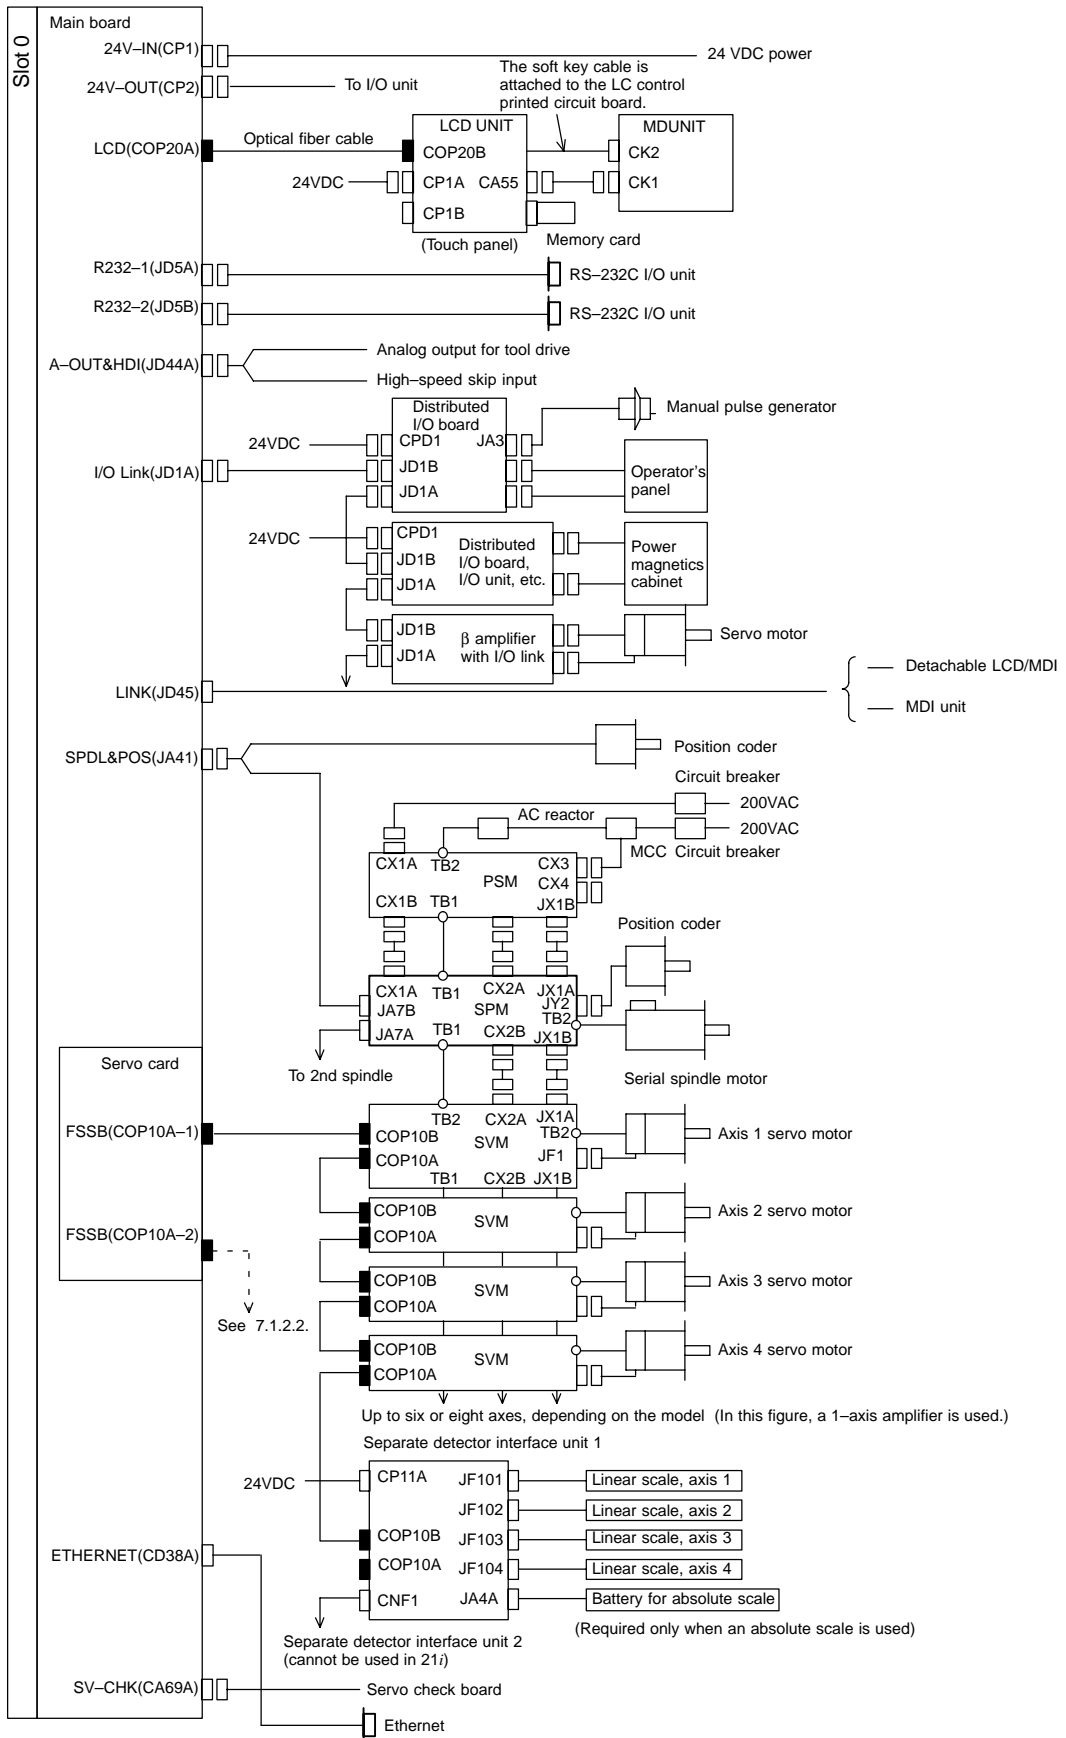 Slot 0
Main board
24V–IN(CP1)
24 VDC power
24V–OUT(CP2)
To I/O unit
The soft key cable is
attached to the LC control
printed circuit board.
LCD(COP20A)
Optical fiber cable
LCD UNIT
COP20B
MDUNIT
CK2
24VDC
CP1A
CA55
CK1
CP1B
(Touch panel)
Memory card
R232–1(JD5A)
RS–232C I/O unit
R232–2(JD5B)
RS–232C I/O unit
A–OUT&HDI(JD44A)
Analog output for tool drive
High–speed skip input
Distributed
I/O board
Manual pulse generator
24VDC
CPD1
JA3
I/O Link(JD1A)
JD1B
JD1A
Operator's
panel
24VDC
CPD1
JD1B
JD1A
Distributed
I/O board,
I/O unit, etc.
Power
magnetics
cabinet
JD1B
JD1A
β amplifier
with I/O link
Servo motor
LINK(JD45)
Detachable LCD/MDI
MDI unit
SPDL&POS(JA41)
Position coder
Circuit breaker
200VAC
AC reactor
200VAC
MCC
Circuit breaker
CX1A
TB2
CX3
PSM
CX4
CX1B
TB1
JX1B
Position coder
CX1A
TB1
CX2A
JX1A
JA7B
SPM
JY2
TB2
JA7A
TB1
CX2B
JX1B
To 2nd spindle
Serial spindle motor
Servo card
FSSB(COP10A–1)
TB2
CX2A
JX1A
COP10B
SVM
TB2
Axis 1 servo motor
COP10A
JF1
TB1
CX2B
JX1B
COP10B
SVM
Axis 2 servo motor
COP10A
FSSB(COP10A–2)
See 7.1.2.2.
COP10B
SVM
Axis 3 servo motor
COP10A
COP10B
SVM
Axis 4 servo motor
COP10A
Up to six or eight axes, depending on the model (In this figure, a 1–axis amplifier is used.)
Separate detector interface unit 1
24VDC
CP11A
JF101
Linear scale, axis 1
JF102
Linear scale, axis 2
COP10B
JF103
Linear scale, axis 3
COP10A
JF104
Linear scale, axis 4
CNF1
JA4A
Battery for absolute scale
(Required only when an absolute scale is used)
Separate detector interface unit 2
(cannot be used in 21i)
ETHERNET(CD38A)
SV–CHK(CA69A)
Servo check board
Ethernet